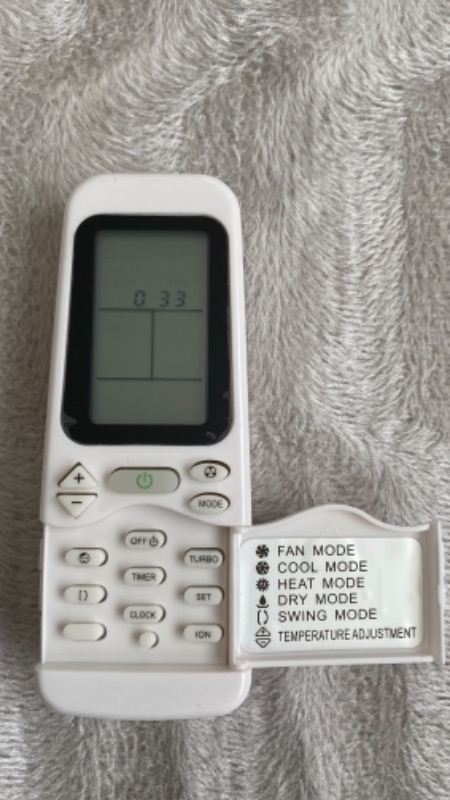 0 33
+
-
MODE
OFF
TURBO
TIMER
SET
CLOCK
ION
FAN MODE
COOL MODE
HEAT MODE
DRY MODE
SWING MODE
TEMPERATURE ADJUSTMENT